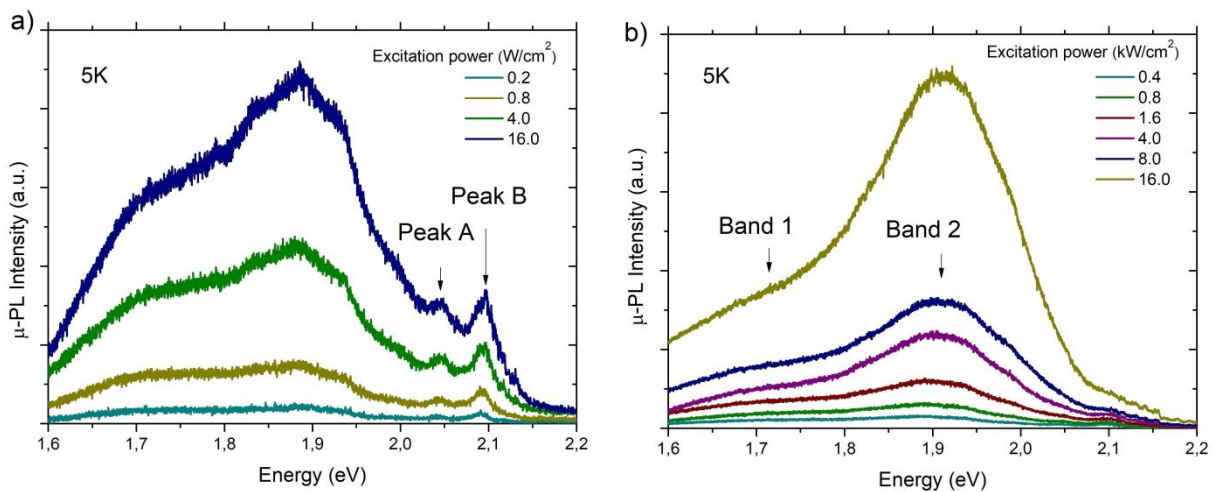 a)
Excitation power (W/cm²)
5K
0.2
0.8
4.0
16.0
Peak B
Peak A
μ-PL Intensity (a.u.)
1,6 1,7 1,8 1,9 2,0 2,1 2,2
Energy (eV)
b)
Excitation power (kW/cm²)
5K
0.4
0.8
1.6
4.0
8.0
16.0
Band 1
Band 2
μ-PL Intensity (a.u.)
1,6 1,7 1,8 1,9 2,0 2,1 2,2
Energy (eV)